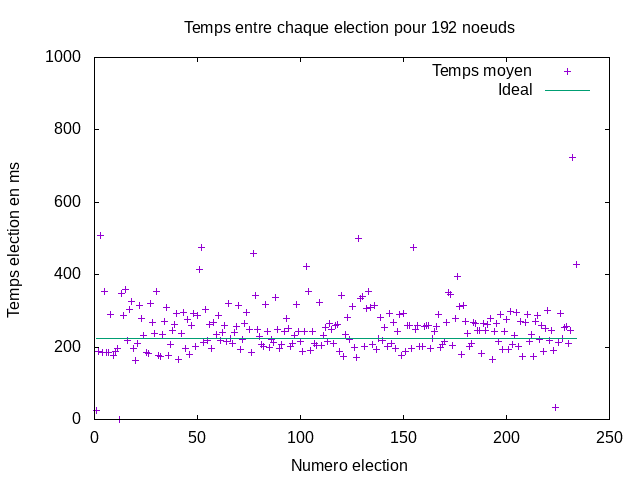 Temps entre chaque election pour 192 noeuds
1000
800
600
400
200
0
Temps election en ms
Temps moyen
Ideal
0 50 100 150 200 250
Numero election